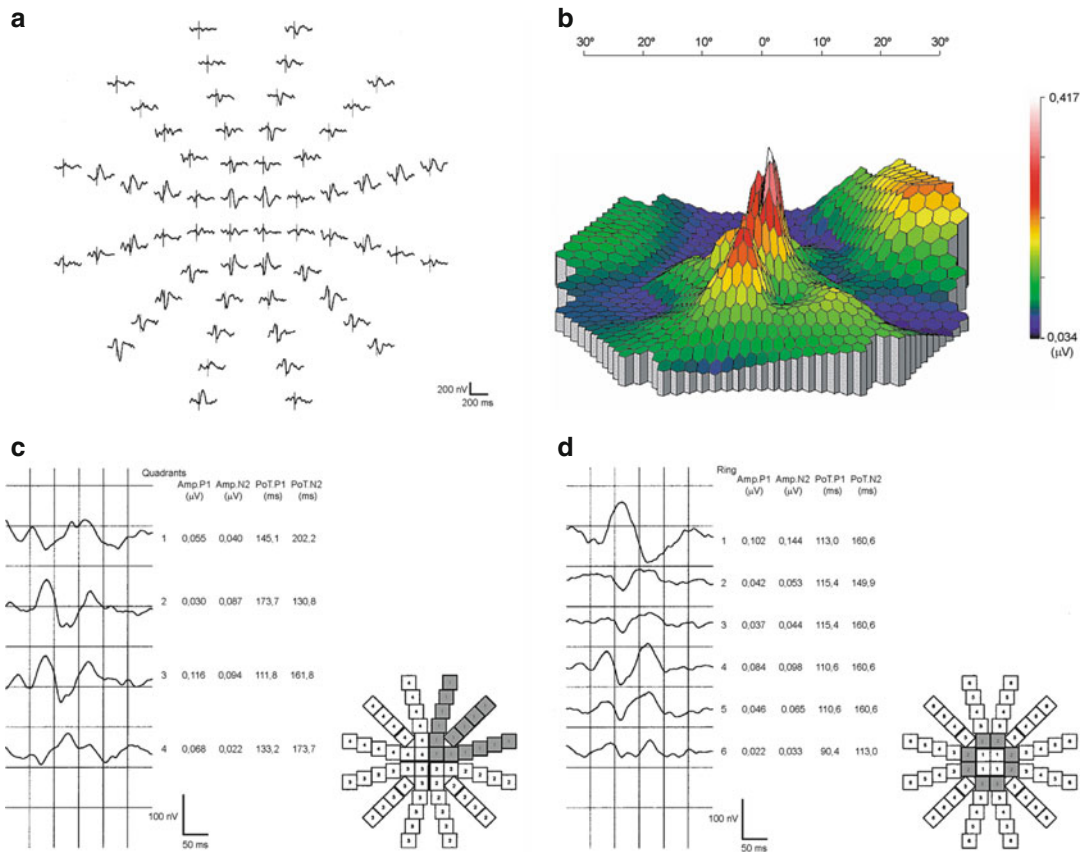 a
200 nV
200 ms
b
30° 20° 10° 0° 10° 20° 30°
0,417
0,034
(µV)
c
Quadrants
Amp.P1 Amp.N2 PoT.P1 PoT.N2
(µV) (µV) (ms) (ms)
1 0,055 0,040 145,1 202,2
2 0,030 0,087 173,7 130,8
3 0,116 0,094 111,8 161,8
4 0,068 0,022 133,2 173,7
100 nV
50 ms
d
Ring
Amp.P1 Amp.N2 PoT.P1 PoT.N2
(µV) (µV) (ms) (ms)
1 0,102 0,144 113,0 160,6
2 0,042 0,053 115,4 149,9
3 0,037 0,044 115,4 160,6
4 0,084 0,098 110,6 160,6
5 0,046 0.065 110,6 160,6
6 0,022 0,033 90,4 113,0
100 nV
50 ms